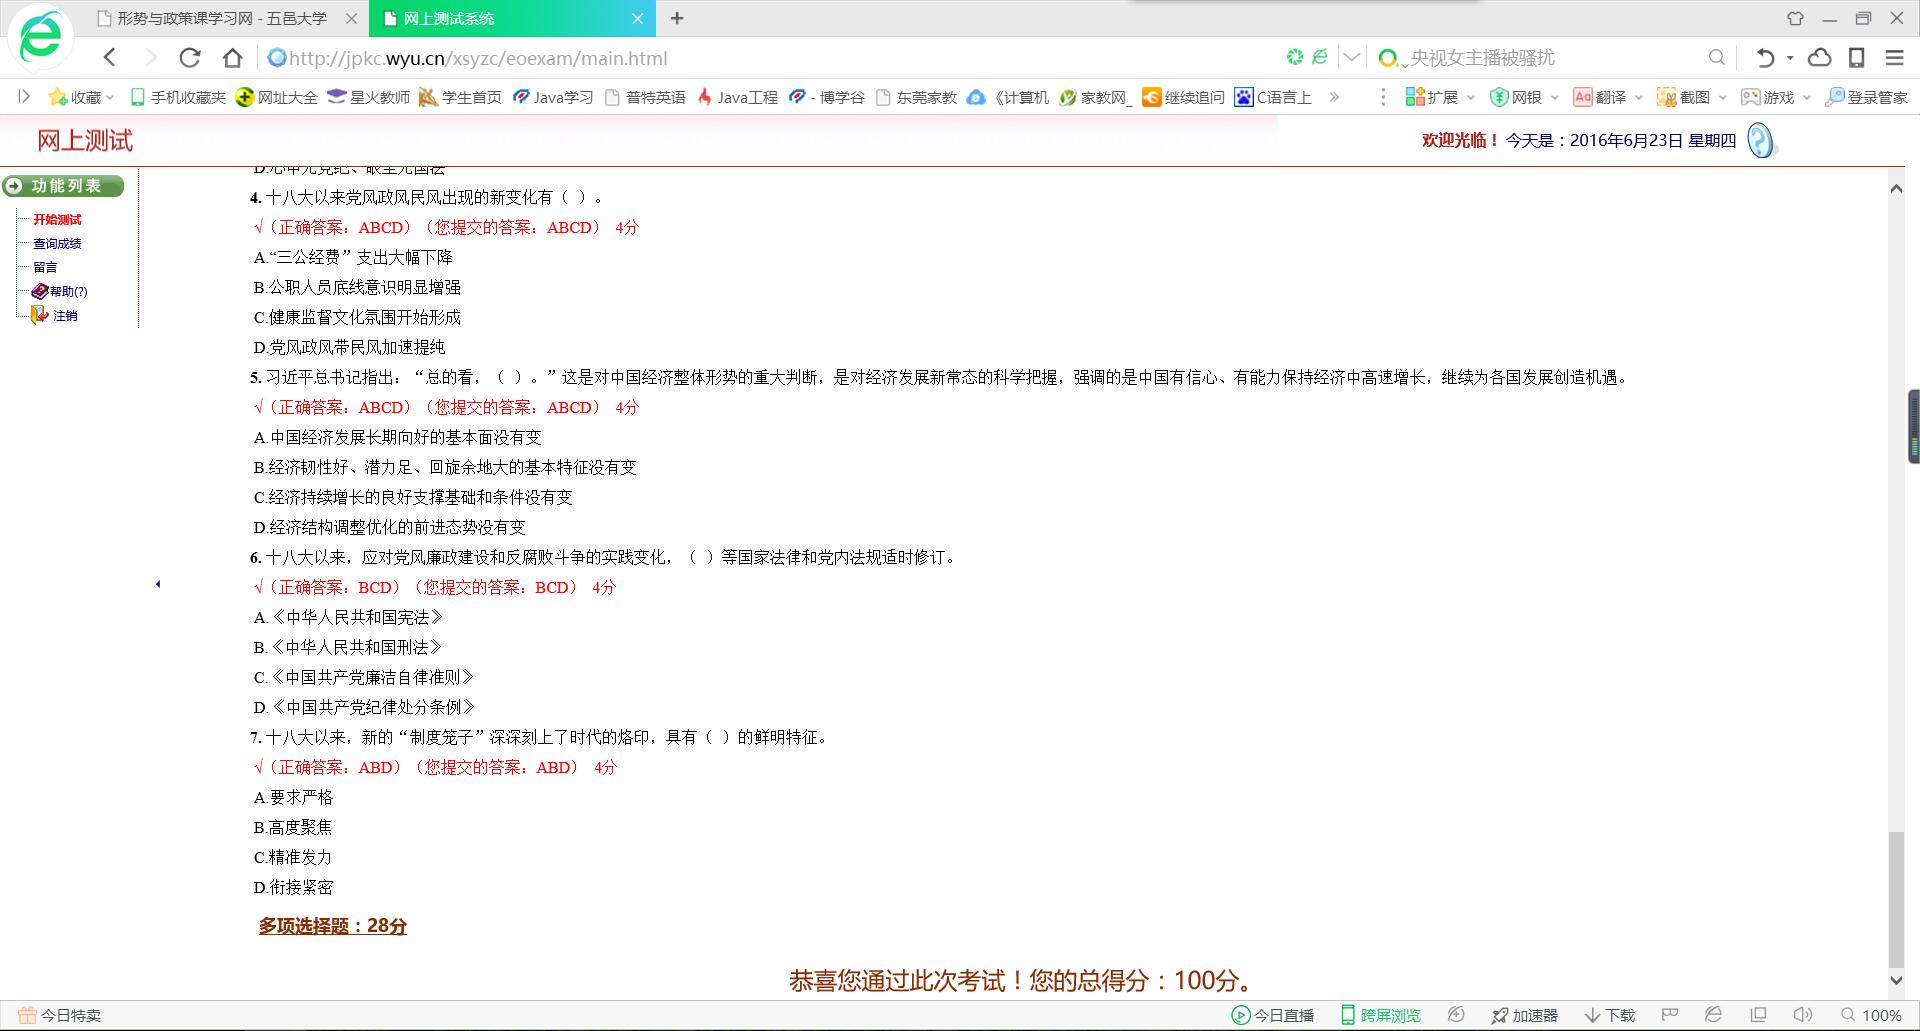 形势与政策课学习网 - 五邑大学
网上测试系统
http://jpkc.wyu.cn/xsyzc/eoexam/main.html
央视女主播被骚扰
收藏 手机收藏夹 网址大全 星火教师 学生首页 Java学习 普特英语 Java工程 - 博学谷 东莞家教 《计算机 家教网_ 继续追问 C语言上 » 扩展 网银 Aa 翻译 截图 游戏 登录管家
网上测试
欢迎光临！ 今天是：2016年6月23日 星期四
功能列表
开始测试
查询成绩
留言
帮助(?)
注销
D.心中无党纪、眼里无国法
4. 十八大以来党风政风民风出现的新变化有（ ）。
√（正确答案：ABCD）（您提交的答案：ABCD） 4分
A.“三公经费”支出大幅下降
B.公职人员底线意识明显增强
C.健康监督文化氛围开始形成
D.党风政风带民风加速提纯
5. 习近平总书记指出：“总的看，（ ）。”这是对中国经济整体形势的重大判断，是对经济发展新常态的科学把握，强调的是中国有信心、有能力保持经济中高速增长，继续为各国发展创造机遇。
√（正确答案：ABCD）（您提交的答案：ABCD） 4分
A.中国经济发展长期向好的基本面没有变
B.经济韧性好、潜力足、回旋余地大的基本特征没有变
C.经济持续增长的良好支撑基础和条件没有变
D.经济结构调整优化的前进态势没有变
6. 十八大以来，应对党风廉政建设和反腐败斗争的实践变化，（ ）等国家法律和党内法规适时修订。
√（正确答案：BCD）（您提交的答案：BCD） 4分
A.《中华人民共和国宪法》
B.《中华人民共和国刑法》
C.《中国共产党廉洁自律准则》
D.《中国共产党纪律处分条例》
7. 十八大以来，新的“制度笼子”深深刻上了时代的烙印，具有（ ）的鲜明特征。
√（正确答案：ABD）（您提交的答案：ABD） 4分
A.要求严格
B.高度聚焦
C.精准发力
D.衔接紧密
多项选择题：28分
恭喜您通过此次考试！您的总得分：100分。
今日特卖 今日直播 跨屏浏览 加速器 下载 100%